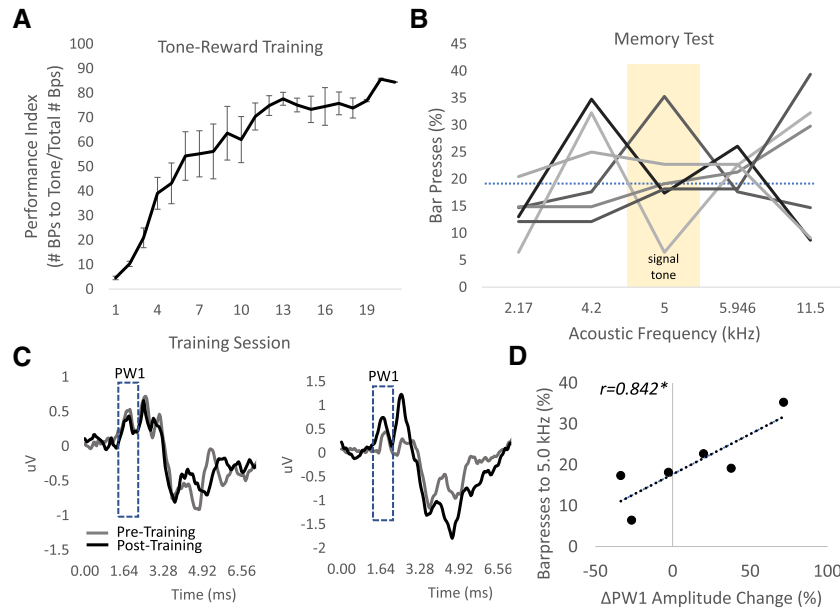 A
Tone-Reward Training
Performance Index
(# BPs to Tone/Total # Bps)
100
90
80
70
60
50
40
30
20
10
0
1 4 7 10 13 16 19
Training Session
B
Memory Test
Bar Presses (%)
45
40
35
30
25
20
15
10
5
0
signal
tone
2.17 4.2 5 5.946 11.5
Acoustic Frequency (kHz)
C
PW1
uV
1
0.5
0
-0.5
-1
-1.5
Pre-Training
Post-Training
0.00 1.64 3.28 4.92 6.56
Time (ms)
PW1
uV
1.5
1
0.5
0
-0.5
-1
-1.5
-2
0.00 1.64 3.28 4.92 6.56
Time (ms)
D
r=0.842*
Barpresses to 5.0 kHz (%)
40
30
20
10
0
-50 0 50 100
ΔPW1 Amplitude Change (%)